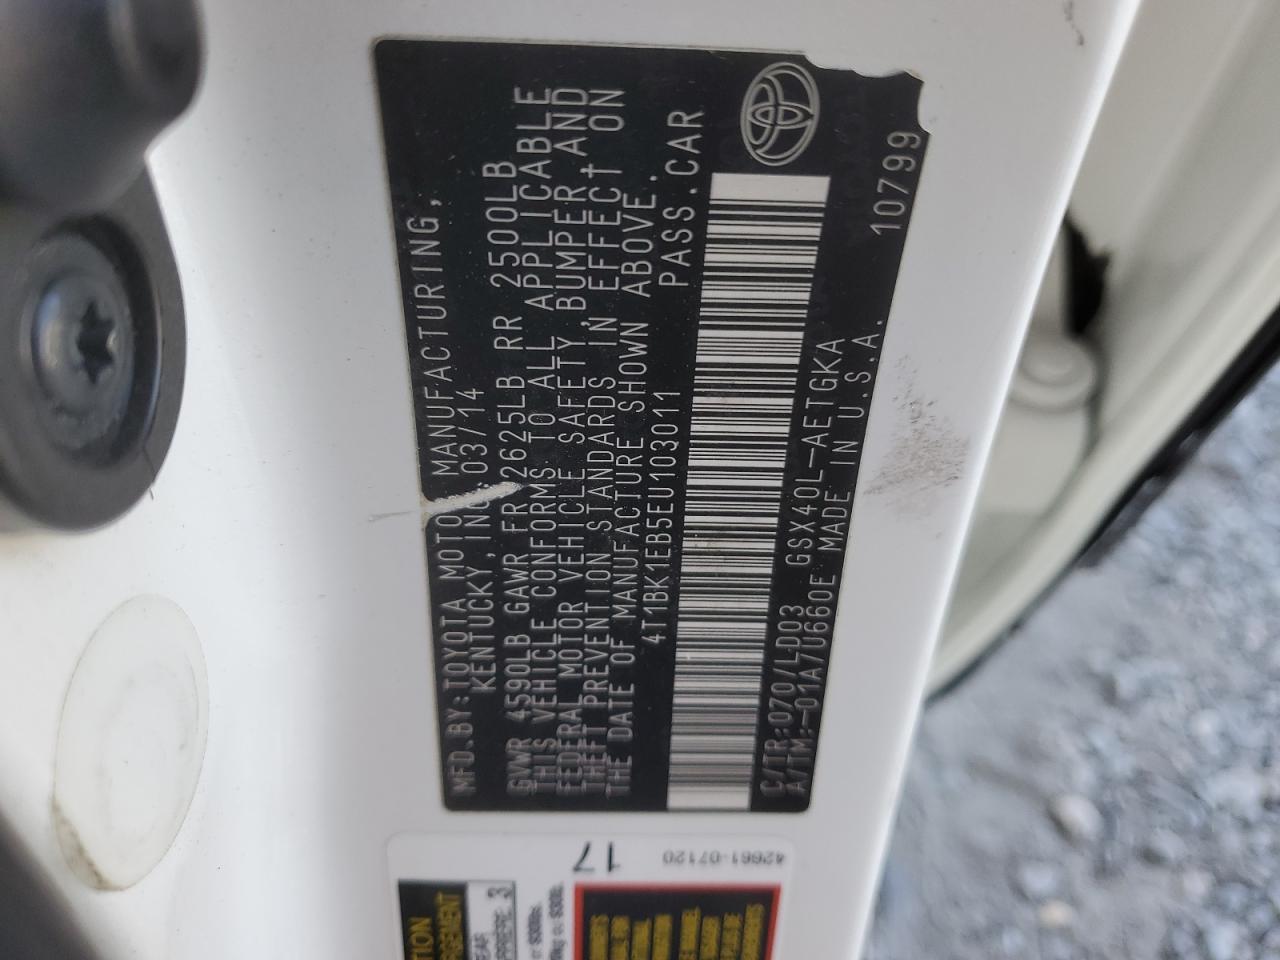 MFD.BY:TOYOTA MOTO MANUFACTURING,
KENTUCKY, INC 03/14
GVWR 4590LB GAWR FR 2625LB RR 2500LB
THIS VEHICLE CONFORMS TO ALL APPLICABLE
FEDERAL MOTOR VEHICLE SAFETY, BUMPER AND
THEFT PREVENTION STANDARDS IN EFFECT ON
THE DATE OF MANUFACTURE SHOWN ABOVE.
4T1BK1EB5EU103011 PASS.CAR
C/TR:070/LD03 GSX40L-AETGKA 10799
A/TM:-01A/U660E MADE IN U.S.A.
17
42661-07120
3